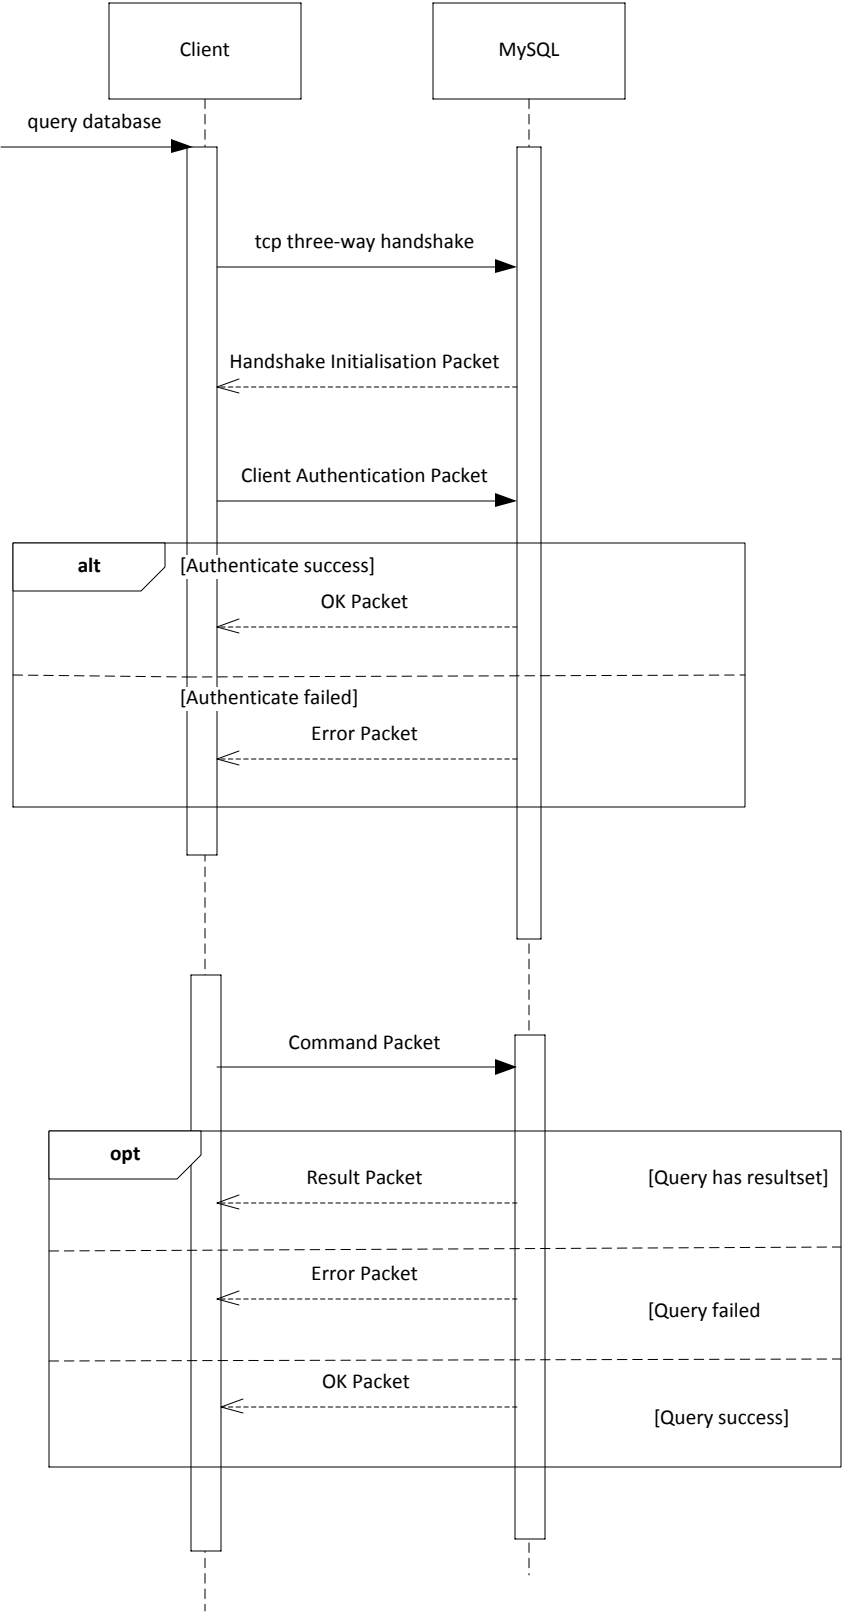 Client
MySQL
query database
tcp three-way handshake
Handshake Initialisation Packet
Client Authentication Packet
alt
[Authenticate success]
OK Packet
[Authenticate failed]
Error Packet
Command Packet
opt
Result Packet
[Query has resultset]
Error Packet
[Query failed
OK Packet
[Query success]